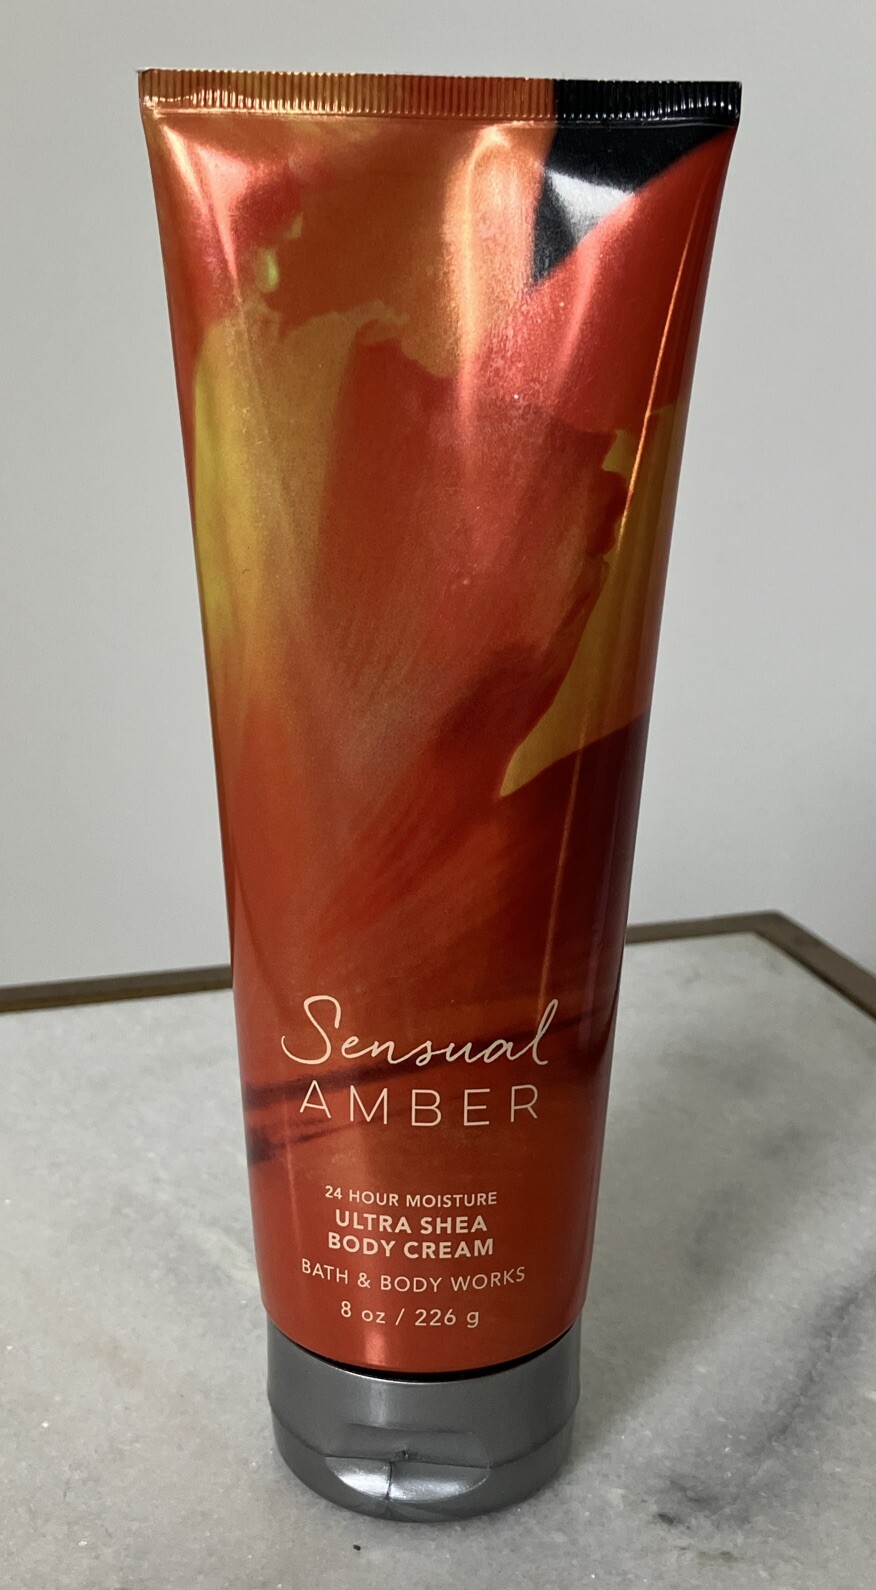 Sensual
AMBER
24 HOUR MOISTURE
ULTRA SHEA
BODY CREAM
BATH & BODY WORKS
8 oz / 226 g